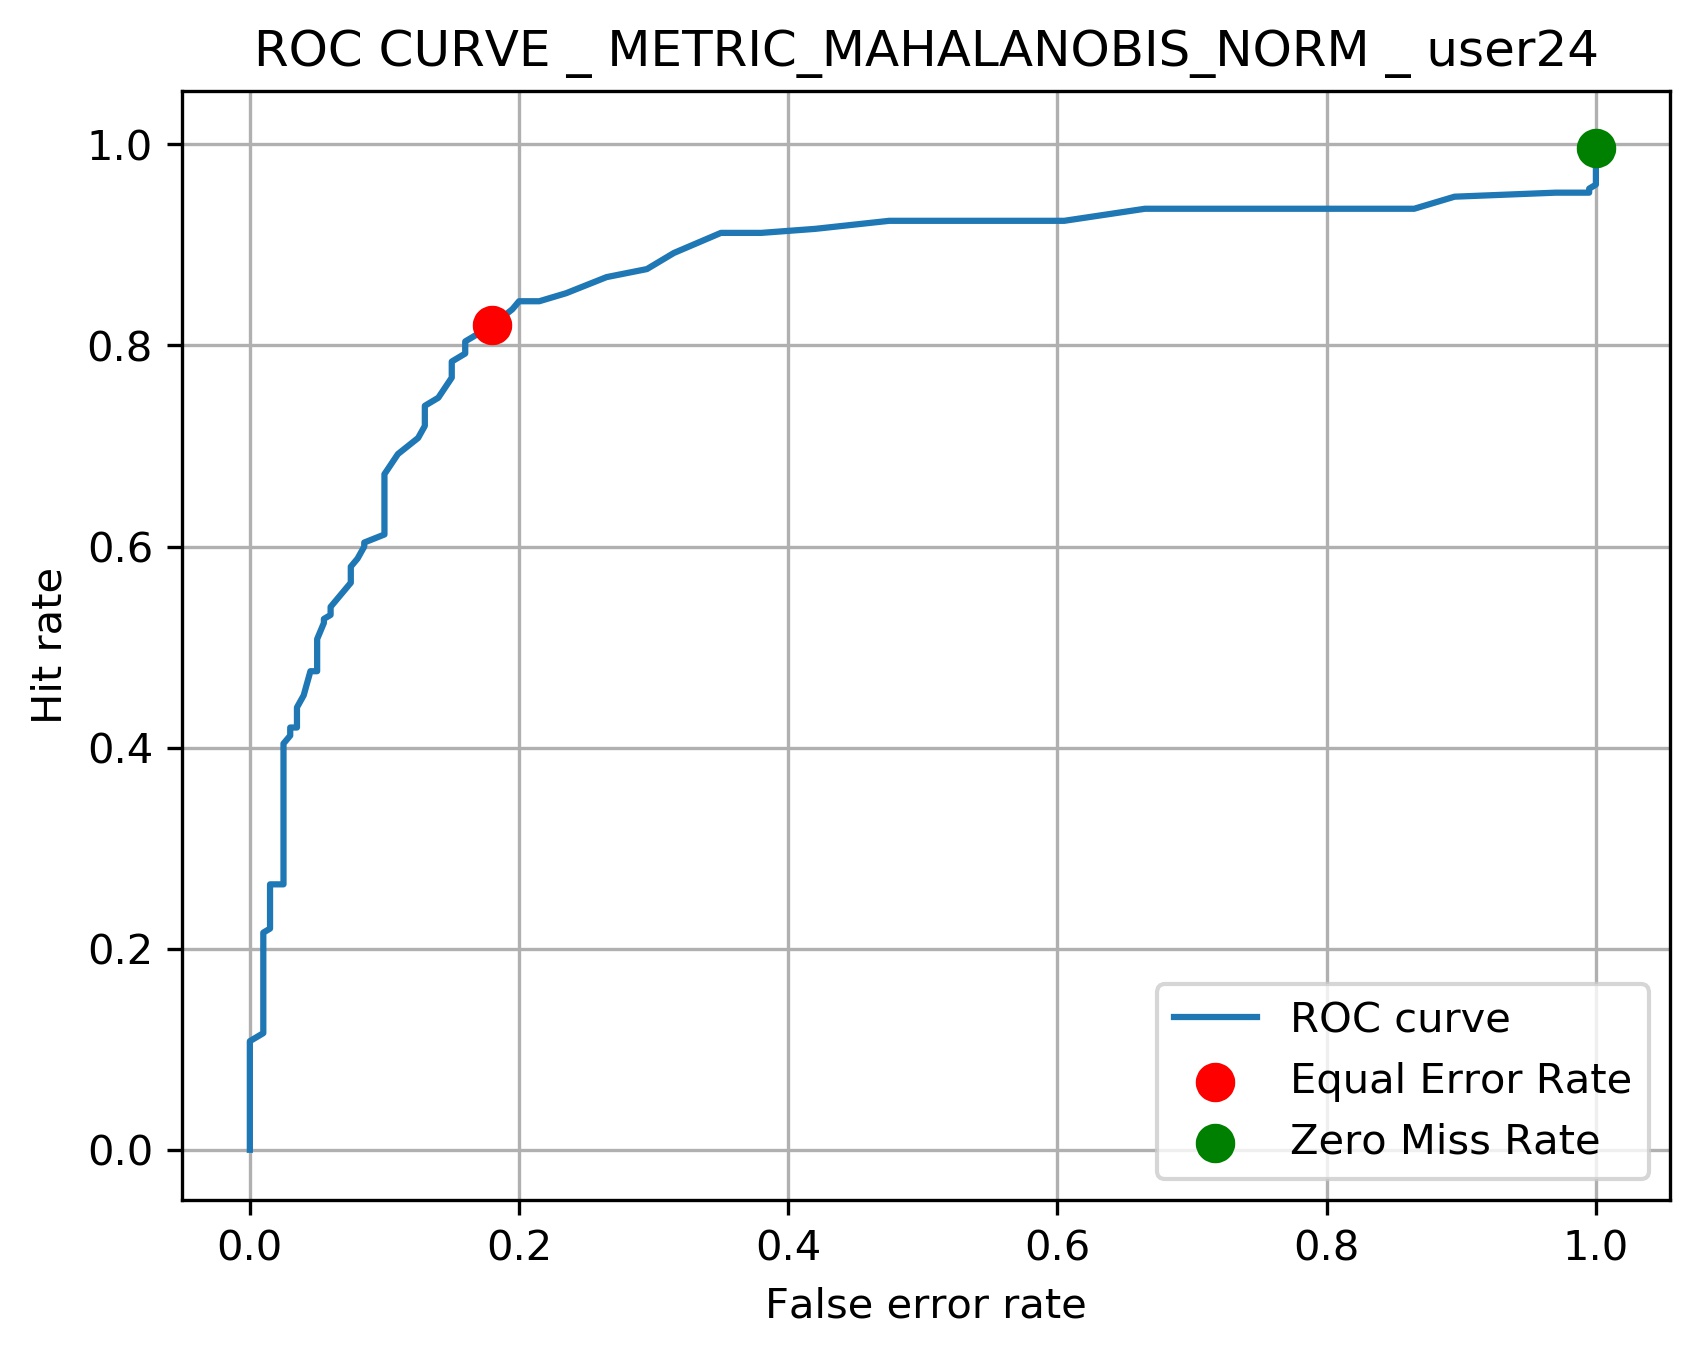 ROC CURVE _ METRIC_MAHALANOBIS_NORM _ user24
1.0
0.8
0.6
0.4
0.2
0.0
Hit rate
0.0 0.2 0.4 0.6 0.8 1.0
False error rate
ROC curve
Equal Error Rate
Zero Miss Rate